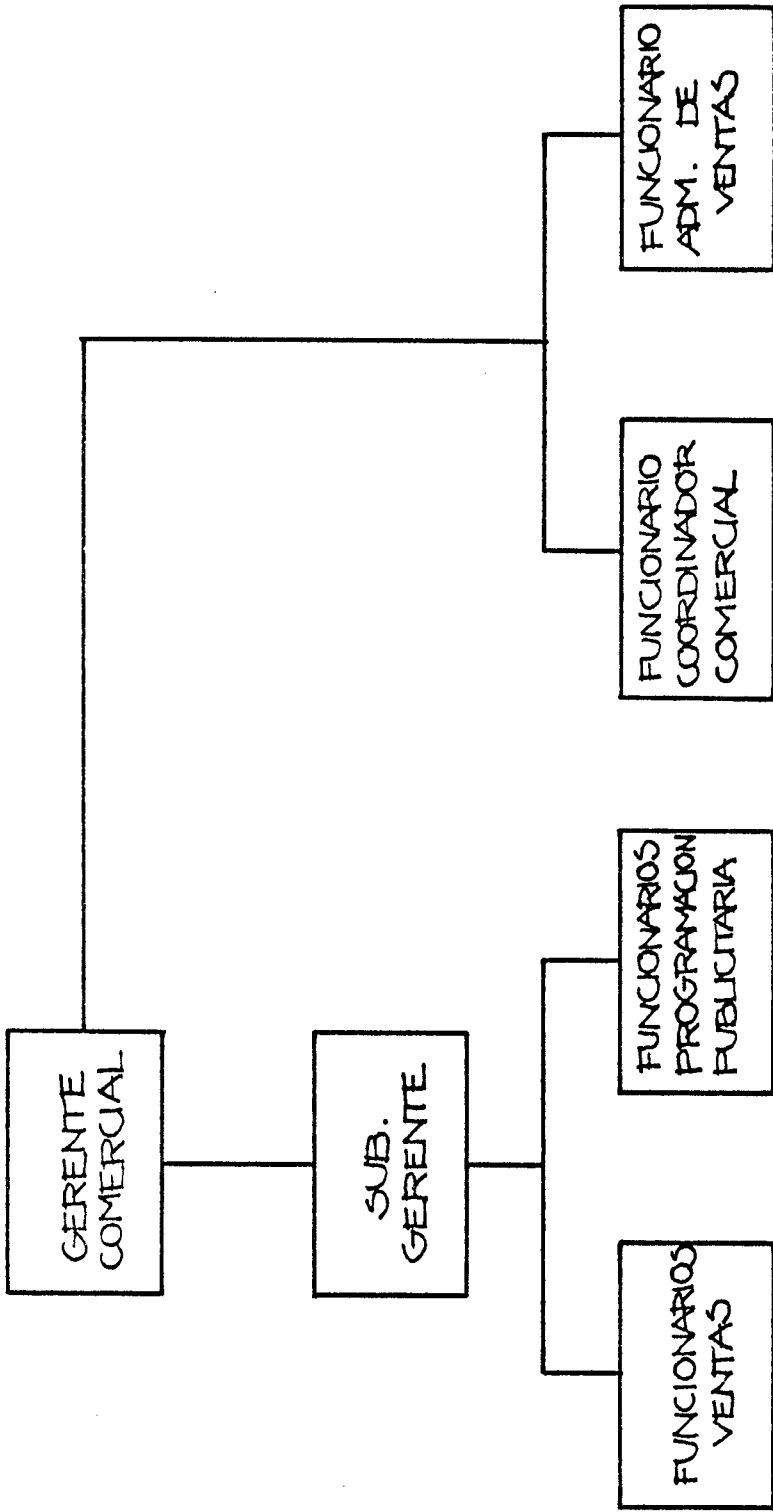 GERENTE
COMERCIAL
SUB.
GERENTE
FUNCIONARIOS
VENTAS
FUNCIONARIOS
PROGRAMACION
PUBLICITARIA
FUNCIONARIO
COORDINADOR
COMERCIAL
FUNCIONARIO
ADM. DE
VENTAS